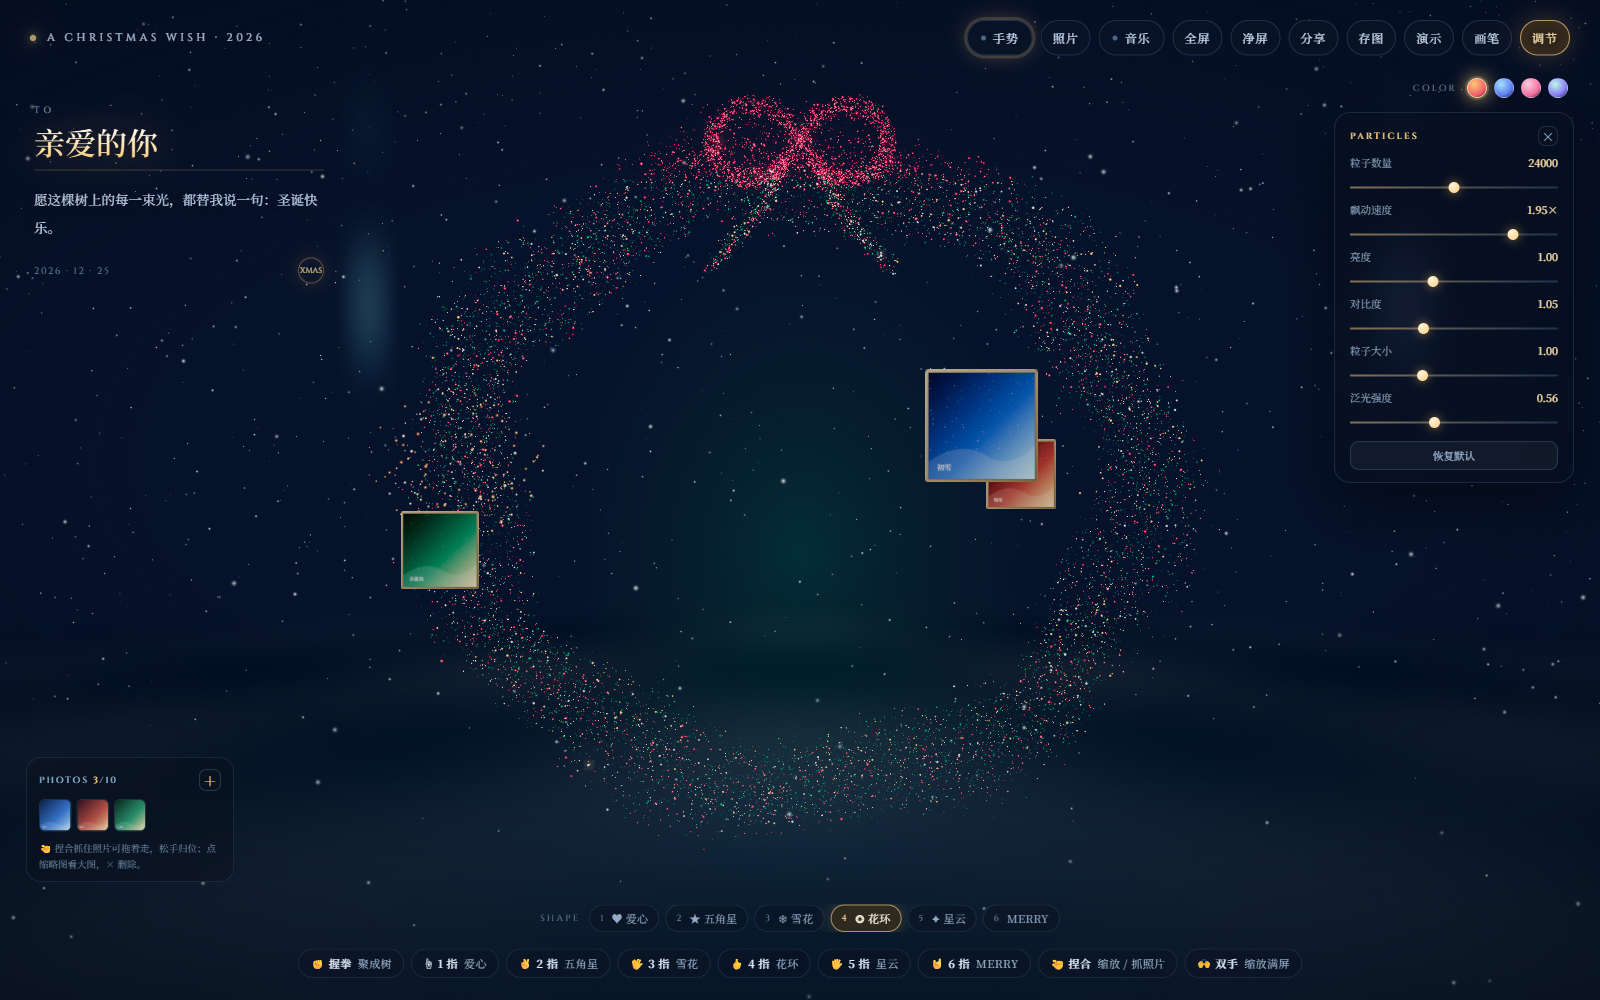 A CHRISTMAS WISH · 2026
手势
照片
音乐
全屏
净屏
分享
存图
演示
画笔
调节
COLOR
TO
亲爱的你
愿这棵树上的每一束光，都替我说一句：圣诞快
乐。
2026 · 12 · 25
XMAS
PARTICLES
粒子数量 24000
飘动速度 1.95×
亮度 1.00
对比度 1.05
粒子大小 1.00
泛光强度 0.56
恢复默认
初雪
PHOTOS 3/10
捏合抓住照片可拖着走，松手归位；点
缩略图看大图，× 删除。
SHAPE
1 ♥ 爱心
2 ★ 五角星
3 ❄ 雪花
4 ✪ 花环
5 ✦ 星云
6 MERRY
✊ 握拳 聚成树
☝ 1 指 爱心
✌ 2 指 五角星
3 指 雪花
4 指 花环
5 指 星云
6 指 MERRY
捏合 缩放 / 抓照片
双手 缩放满屏